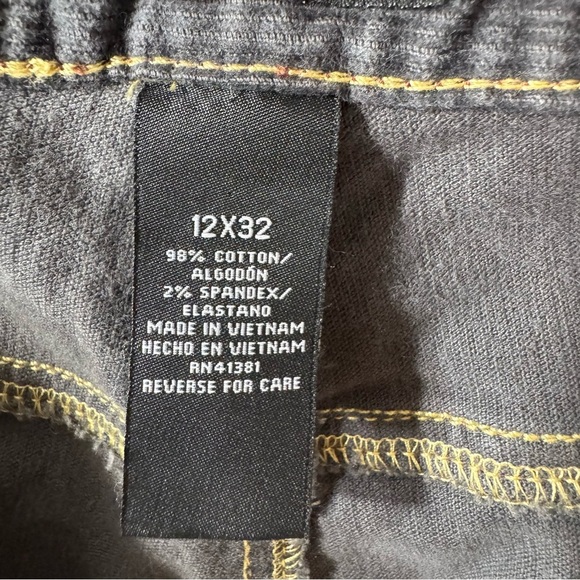 12X32
98% COTTON/
ALGODÓN
2% SPANDEX/
ELASTANO
MADE IN VIETNAM
HECHO EN VIETNAM
RN41381
REVERSE FOR CARE